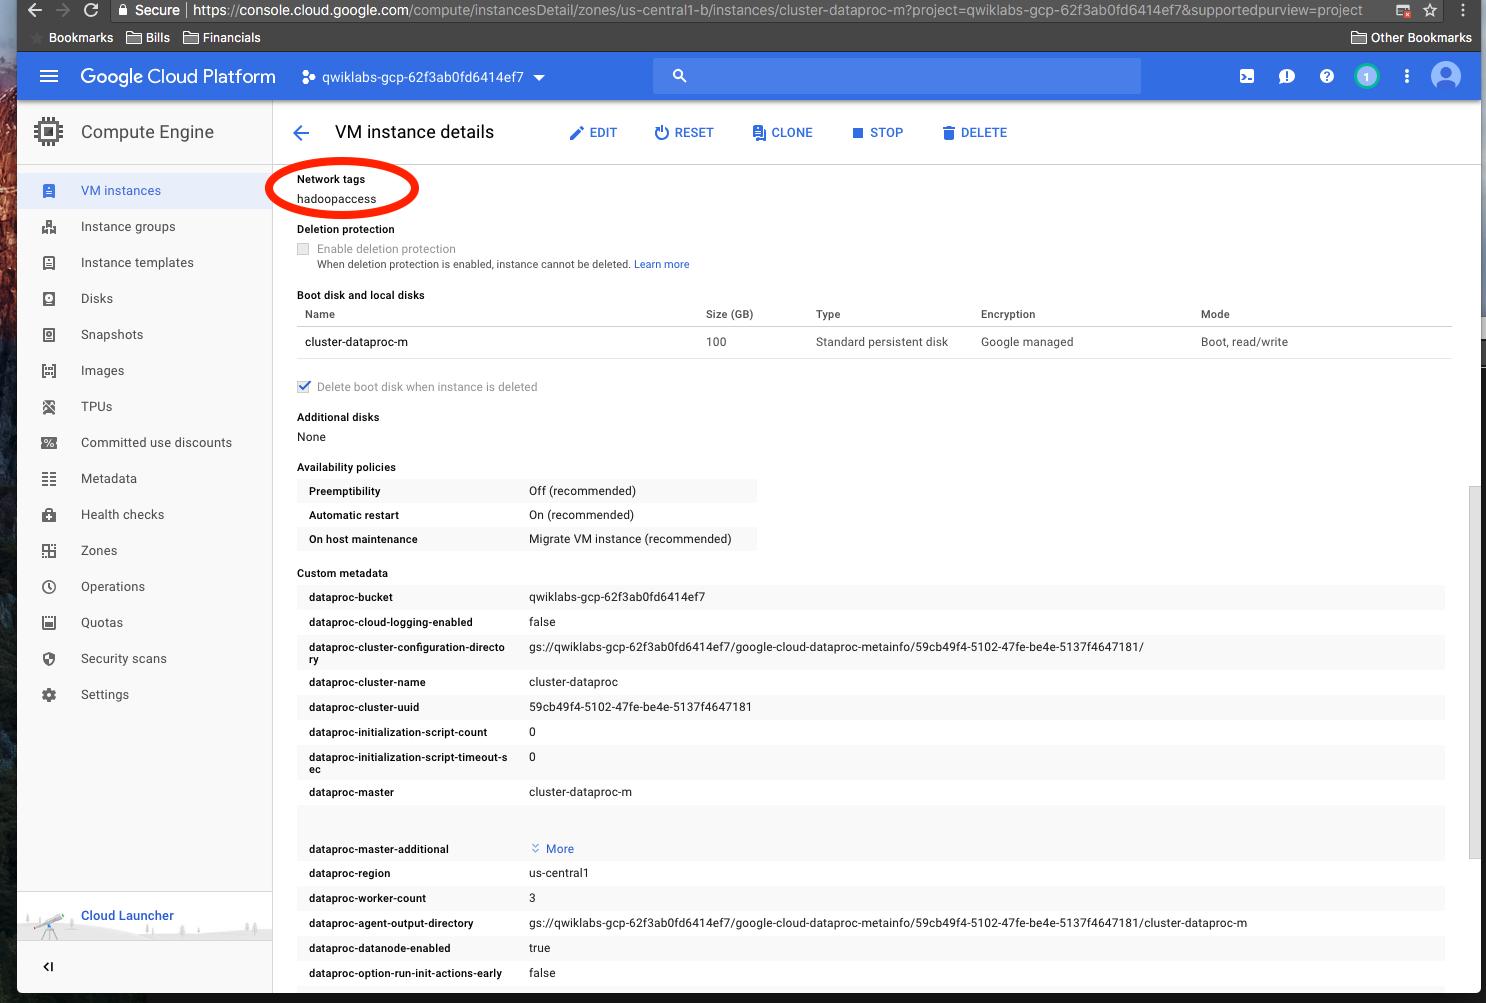 Secure https://console.cloud.google.com/compute/instancesDetail/zones/us-central1-b/instances/cluster-dataproc-m?project=qwiklabs-gcp-62f3ab0fd6414ef7&supportedpurview=project
Bookmarks Bills Financials Other Bookmarks
Google Cloud Platform qwiklabs-gcp-62f3ab0fd6414ef7 1
Compute Engine
VM instances
Instance groups
Instance templates
Disks
Snapshots
Images
TPUs
Committed use discounts
Metadata
Health checks
Zones
Operations
Quotas
Security scans
Settings
Cloud Launcher
VM instance details EDIT RESET CLONE STOP DELETE
Network tags
hadoopaccess
Deletion protection
Enable deletion protection
When deletion protection is enabled, instance cannot be deleted. Learn more
Boot disk and local disks
Name Size (GB) Type Encryption Mode
cluster-dataproc-m 100 Standard persistent disk Google managed Boot, read/write
Delete boot disk when instance is deleted
Additional disks
None
Availability policies
Preemptibility Off (recommended)
Automatic restart On (recommended)
On host maintenance Migrate VM instance (recommended)
Custom metadata
dataproc-bucket qwiklabs-gcp-62f3ab0fd6414ef7
dataproc-cloud-logging-enabled false
dataproc-cluster-configuration-directo gs://qwiklabs-gcp-62f3ab0fd6414ef7/google-cloud-dataproc-metainfo/59cb49f4-5102-47fe-be4e-5137f4647181/
ry
dataproc-cluster-name cluster-dataproc
dataproc-cluster-uuid 59cb49f4-5102-47fe-be4e-5137f4647181
dataproc-initialization-script-count 0
dataproc-initialization-script-timeout-s 0
ec
dataproc-master cluster-dataproc-m
dataproc-master-additional More
dataproc-region us-central1
dataproc-worker-count 3
dataproc-agent-output-directory gs://qwiklabs-gcp-62f3ab0fd6414ef7/google-cloud-dataproc-metainfo/59cb49f4-5102-47fe-be4e-5137f4647181/cluster-dataproc-m
dataproc-datanode-enabled true
dataproc-option-run-init-actions-early false